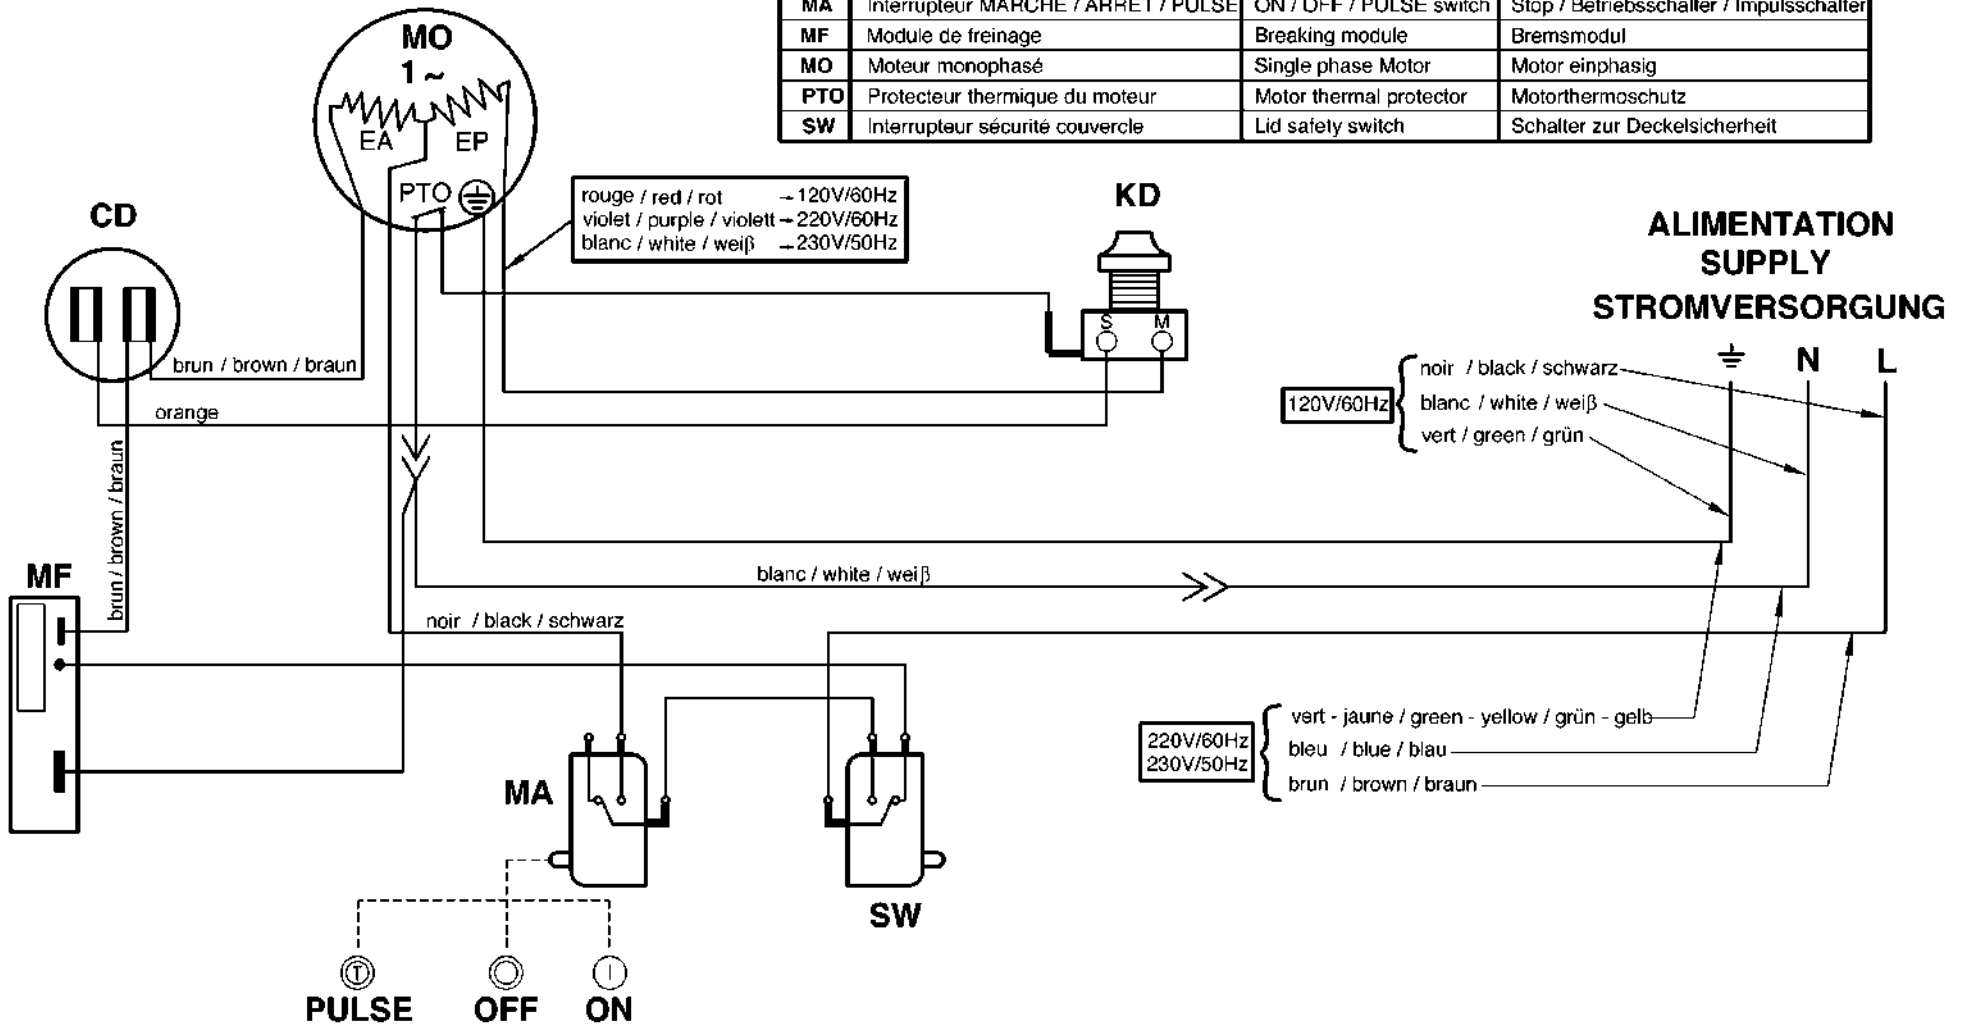 MA Interrupteur MARCHE / ARRET / PULSE ON / OFF / PULSE switch Stop / Betriebsschalter / Impulsschalter
MF Module de freinage Breaking module Bremsmodul
MO Moteur monophasé Single phase Motor Motor einphasig
PTO Protecteur thermique du moteur Motor thermal protector Motorthermoschutz
SW Interrupteur sécurité couvercle Lid safety switch Schalter zur Deckelsicherheit
MO
1 ~
EA EP
PTO
rouge / red / rot → 120V/60Hz
violet / purple / violett → 220V/60Hz
blanc / white / weiβ → 230V/50Hz
CD
KD
S M
ALIMENTATION
SUPPLY
STROMVERSORGUNG
N L
brun / brown / braun
orange
120V/60Hz
noir / black / schwarz
blanc / white / weiβ
vert / green / grün
brun / brown / braun
MF
blanc / white / weiβ
noir / black / schwarz
220V/60Hz
230V/50Hz
vert - jaune / green - yellow / grün - gelb
bleu / blue / blau
brun / brown / braun
MA
SW
T
I
PULSE OFF ON